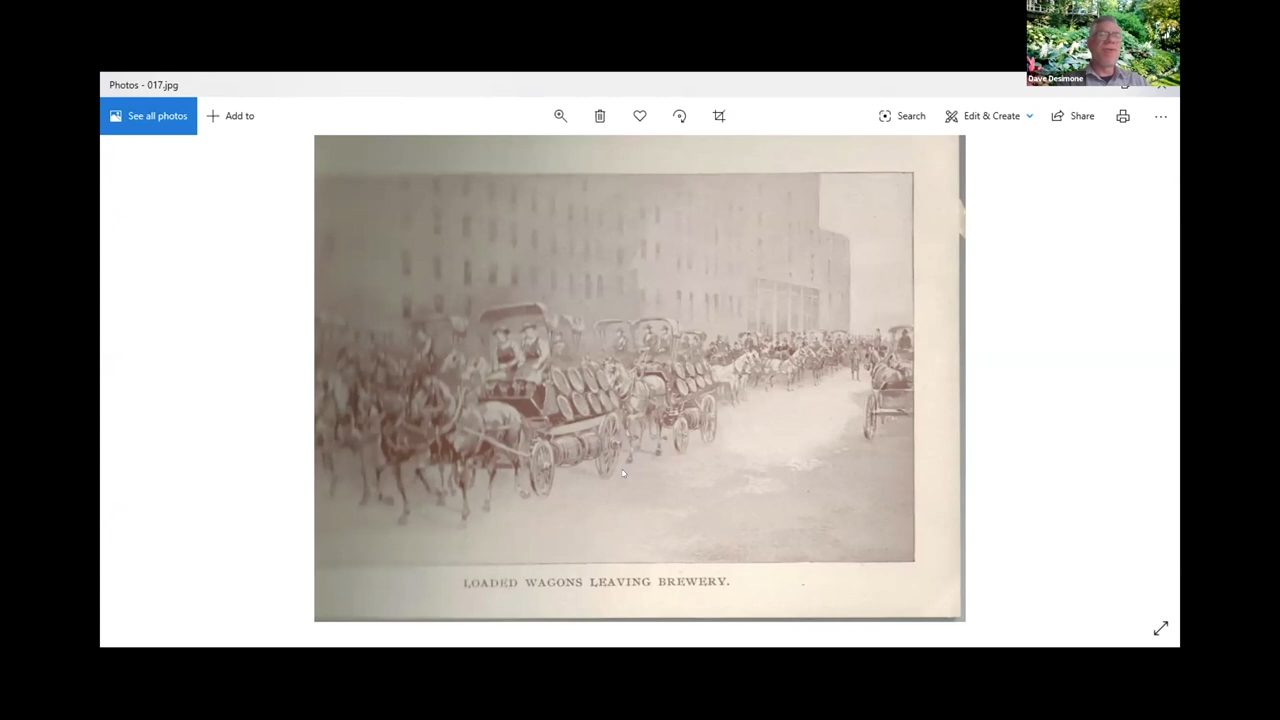 Dave Desimone
Photos - 017.jpg
See all photos
Add to
Search
Edit & Create
Share
LOADED WAGONS LEAVING BREWERY.